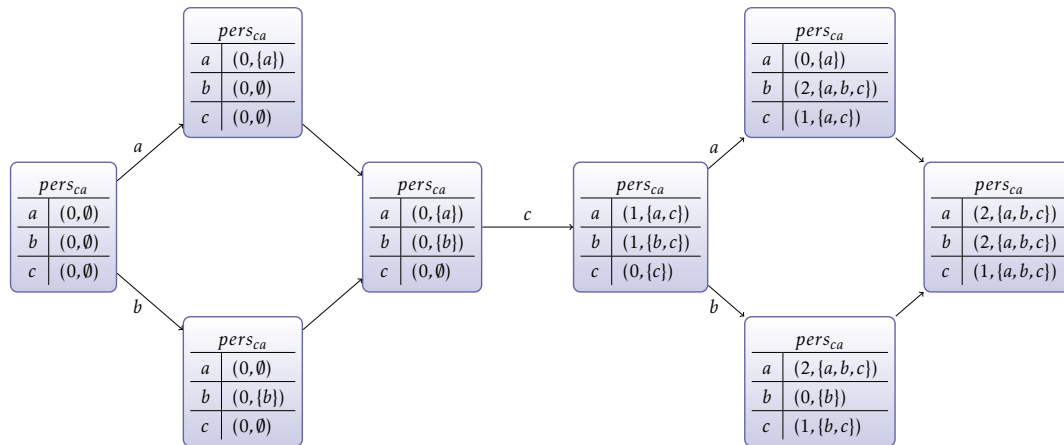 pers_ca
a (0,{a})
b (0,∅)
c (0,∅)
pers_ca
a (0,{a})
b (2,{a,b,c})
c (1,{a,c})
a
a
pers_ca
a (0,∅)
b (0,∅)
c (0,∅)
pers_ca
a (0,{a})
b (0,{b})
c (0,∅)
c
pers_ca
a (1,{a,c})
b (1,{b,c})
c (0,{c})
pers_ca
a (2,{a,b,c})
b (2,{a,b,c})
c (1,{a,b,c})
b
b
pers_ca
a (0,∅)
b (0,{b})
c (0,∅)
pers_ca
a (2,{a,b,c})
b (0,{b})
c (1,{b,c})